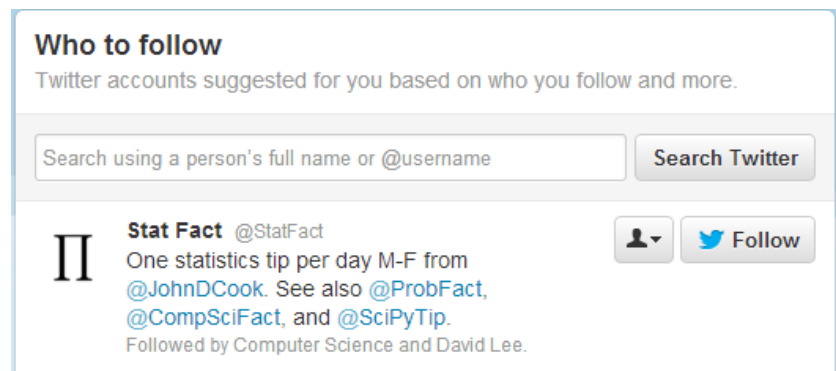 Who to follow
Twitter accounts suggested for you based on who you follow and more.
Search using a person's full name or @username
Search Twitter
∏
Stat Fact @StatFact
Follow
One statistics tip per day M-F from
@JohnDCook. See also @ProbFact,
@CompSciFact, and @SciPyTip.
Followed by Computer Science and David Lee.